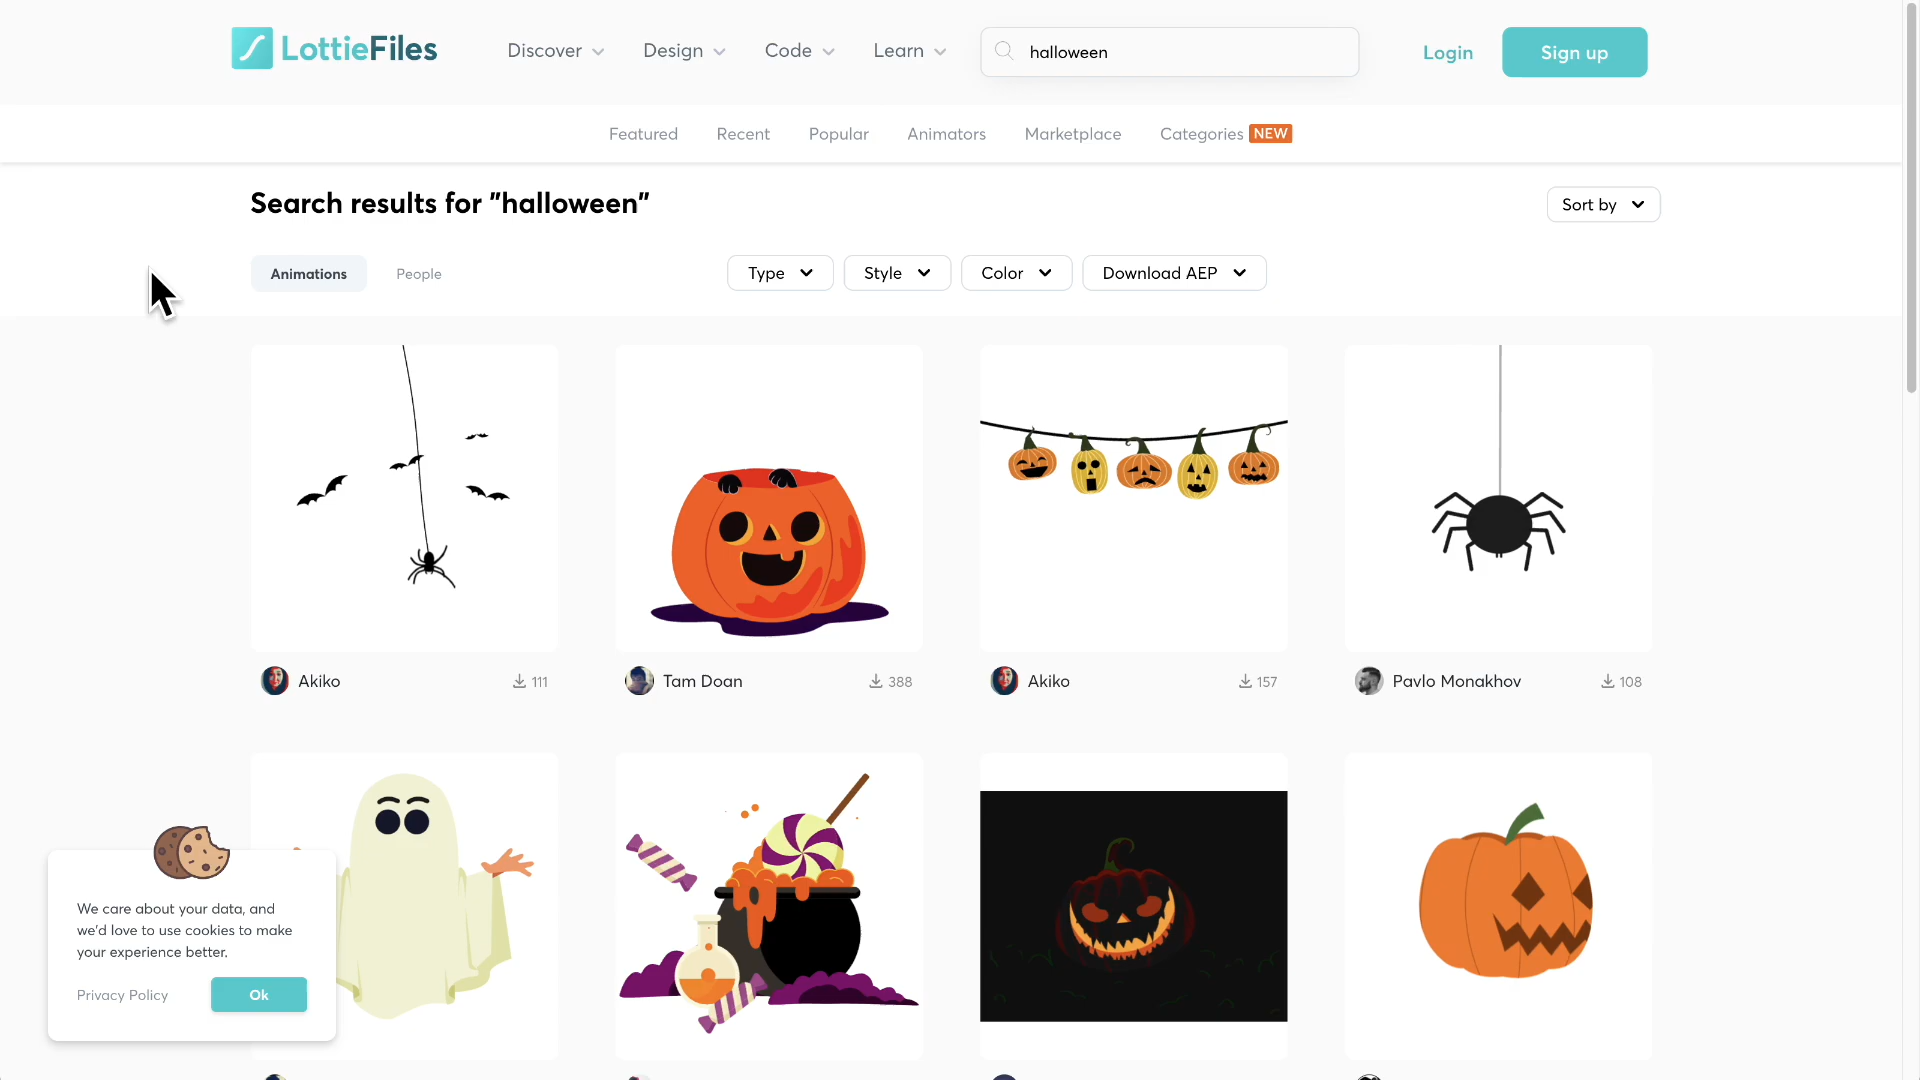 LottieFiles
Discover
Design
Code
Learn
halloween
Login
Sign up
Featured
Recent
Popular
Animators
Marketplace
Categories NEW
Search results for "halloween"
Sort by
Animations
People
Type
Style
Color
Download AEP
Akiko
111
Tam Doan
388
Akiko
157
Pavlo Monakhov
108
We care about your data, and
we'd love to use cookies to make
your experience better.
Privacy Policy
Ok